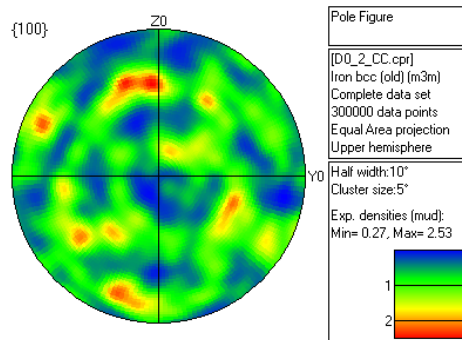 {100}
Z0
Y0
Pole Figure
[D0_2_CC.cpr]
Iron bcc (old) (m3m)
Complete data set
300000 data points
Equal Area projection
Upper hemisphere
Half width:10°
Cluster size:5°
Exp. densities (mud):
Min= 0.27, Max= 2.53
1
2